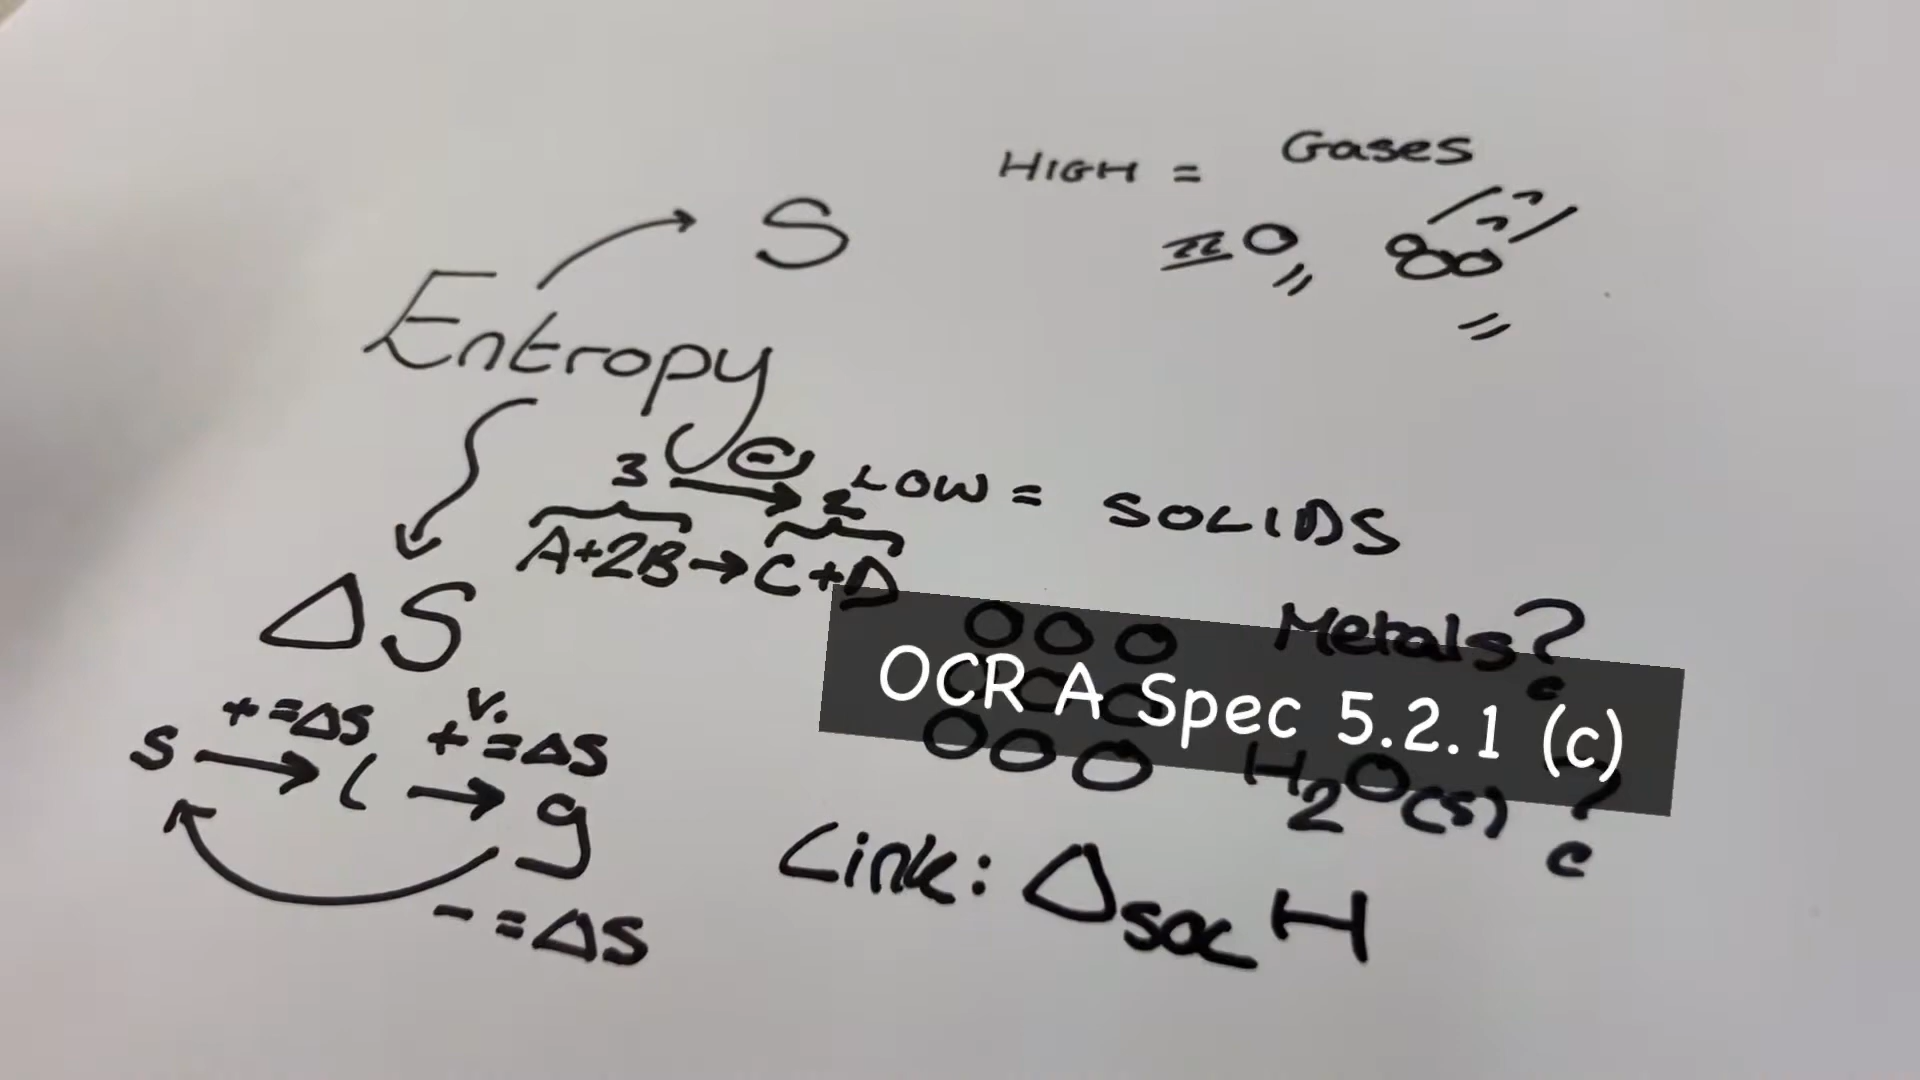 HIGH = Gases
S
Entropy
3 ⊖ 2
LOW = SOLIDS
A+2B → C+D
ΔS
Metals?
OCR A Spec 5.2.1 (c)
+ = ΔS
v.
+ = ΔS
s → l → g
H2O(s)?
- = ΔS
Link: ΔsolH